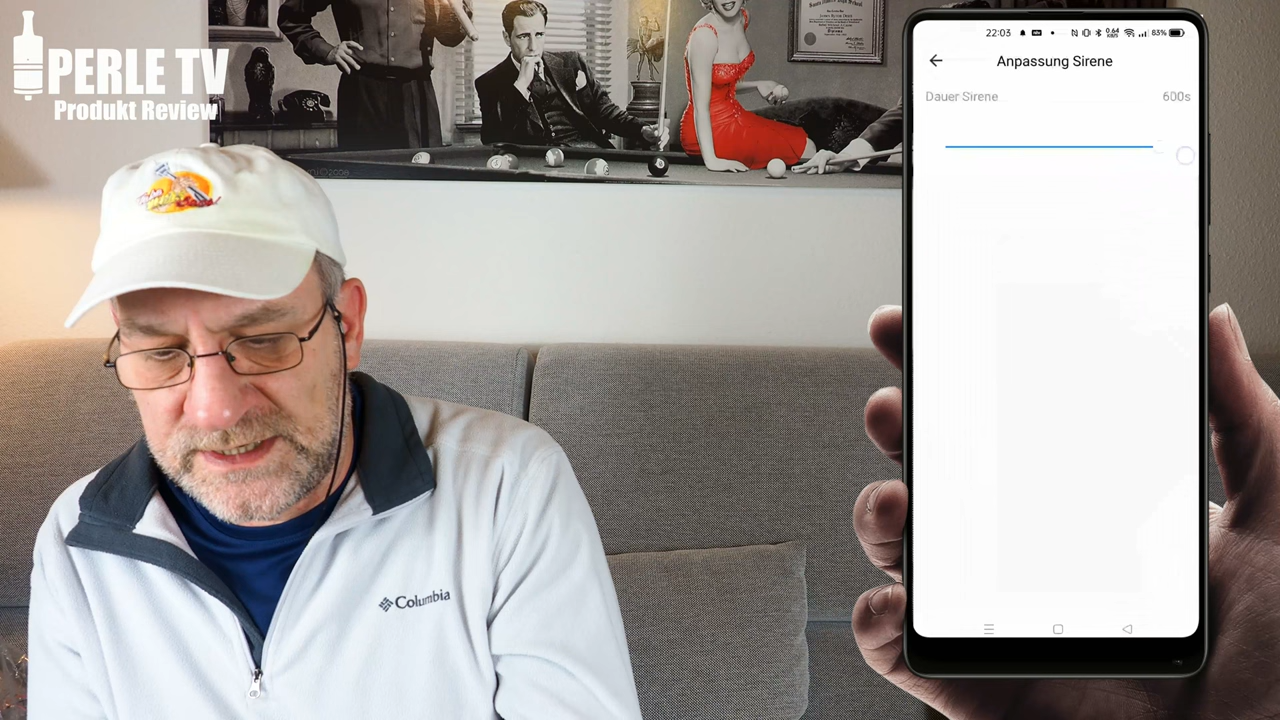 PERLE TV
Produkt Review
Columbia
22:03
83%
Anpassung Sirene
Dauer Sirene
600s